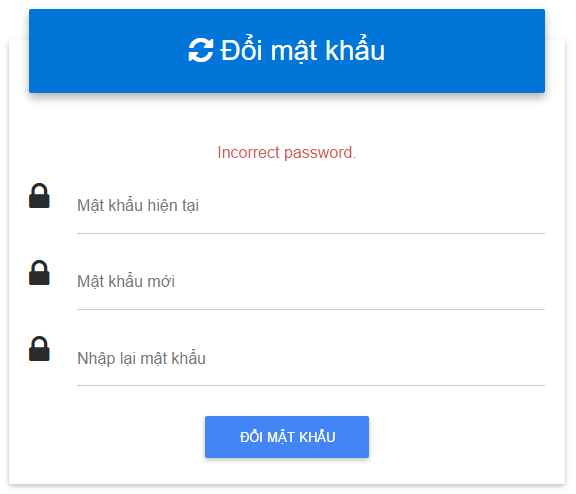 Đổi mật khẩu
Incorrect password.
Mật khẩu hiện tại
Mật khẩu mới
Nhập lại mật khẩu
ĐỔI MẬT KHẨU